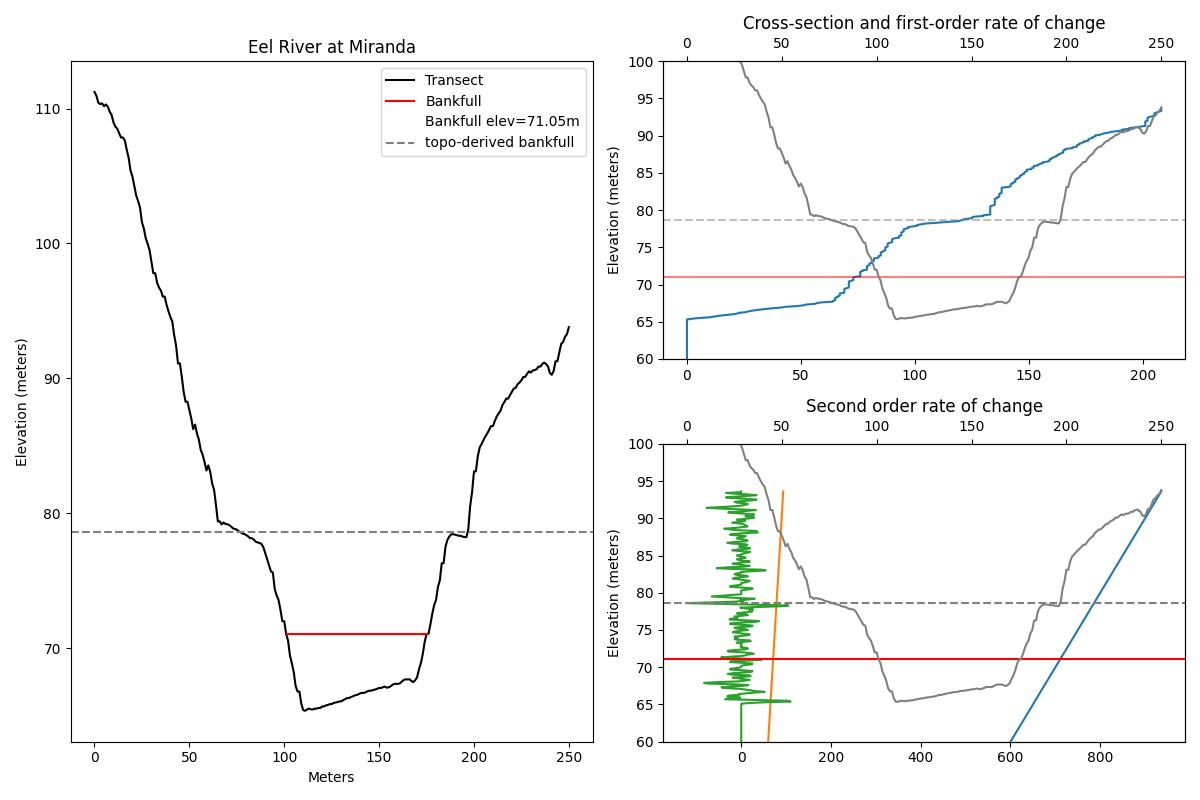 Eel River at Miranda
Transect
Bankfull
Bankfull elev=71.05m
topo-derived bankfull
110
100
90
80
70
Elevation (meters)
0 50 100 150 200 250
Meters
Cross-section and first-order rate of change
0 50 100 150 200 250
100
95
90
85
80
75
70
65
60
Elevation (meters)
0 50 100 150 200
Second order rate of change
0 50 100 150 200 250
100
95
90
85
80
75
70
65
60
Elevation (meters)
0 200 400 600 800